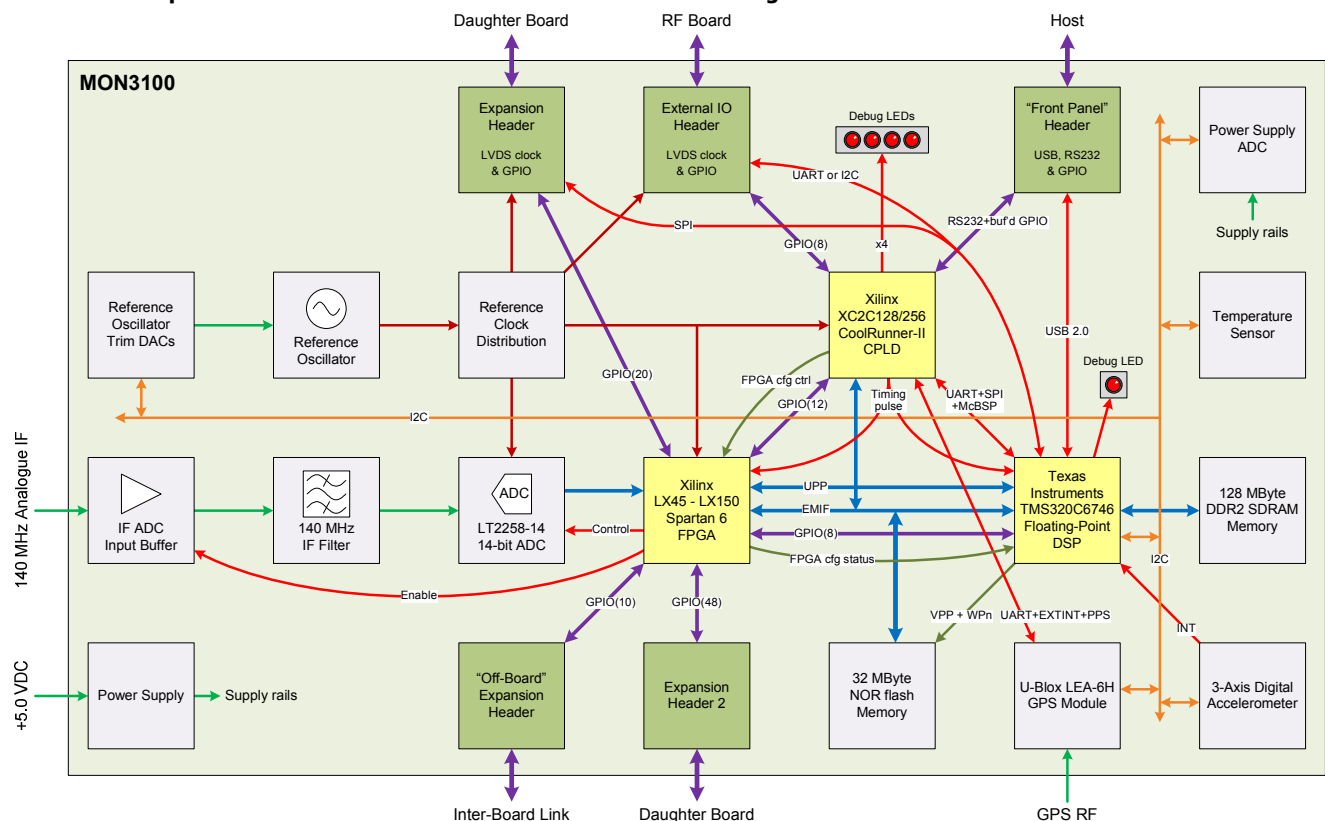 Daughter Board
RF Board
Host
MON3100
Expansion
Header
LVDS clock
& GPIO
External IO
Header
LVDS clock
& GPIO
Debug LEDs
"Front Panel"
Header
USB, RS232
& GPIO
Power Supply
ADC
Supply rails
UART or I2C
SPI
GPIO(8)
x4
RS232+buf'd GPIO
Reference
Oscillator
Trim DACs
Reference
Oscillator
Reference
Clock
Distribution
Xilinx
XC2C128/256
CoolRunner-II
CPLD
USB 2.0
Temperature
Sensor
Debug LED
GPIO(20)
FPGA cfg ctrl
GPIO(12)
Timing
pulse
UART+SPI
+McBSP
I2C
140 MHz Analogue IF
IF ADC
Input Buffer
140 MHz
IF Filter
ADC
LT2258-14
14-bit ADC
Xilinx
LX45 - LX150
Spartan 6
FPGA
UPP
EMIF
GPIO(8)
FPGA cfg status
Control
Enable
Texas
Instruments
TMS320C6746
Floating-Point
DSP
128 MByte
DDR2 SDRAM
Memory
I2C
GPIO(10)
GPIO(48)
VPP + WPn
UART+EXTINT+PPS
INT
+5.0 VDC
Power Supply
Supply rails
"Off-Board"
Expansion
Header
Expansion
Header 2
32 MByte
NOR flash
Memory
U-Blox LEA-6H
GPS Module
3-Axis Digital
Accelerometer
Inter-Board Link
Daughter Board
GPS RF